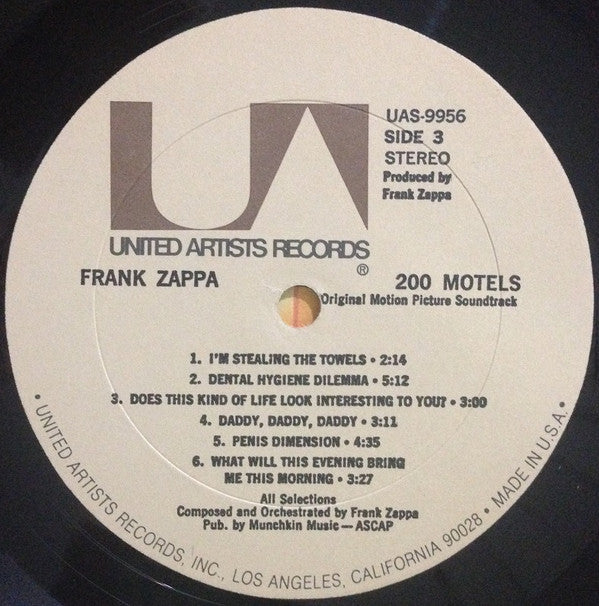 UA
UAS-9956
SIDE 3
STEREO
Produced by
Frank Zappa
UNITED ARTISTS RECORDS
®
FRANK ZAPPA
200 MOTELS
Original Motion Picture Soundtrack
1. I'M STEALING THE TOWELS • 2:14
2. DENTAL HYGIENE DILEMMA • 5:12
3. DOES THIS KIND OF LIFE LOOK INTERESTING TO YOU? • 3:00
4. DADDY, DADDY, DADDY • 3:11
5. PENIS DIMENSION • 4:35
6. WHAT WILL THIS EVENING BRING
ME THIS MORNING • 3:27
All Selections
Composed and Orchestrated by Frank Zappa
Pub. by Munchkin Music—ASCAP
• UNITED ARTISTS RECORDS, INC., LOS ANGELES, CALIFORNIA 90028 • MADE IN U.S.A. •